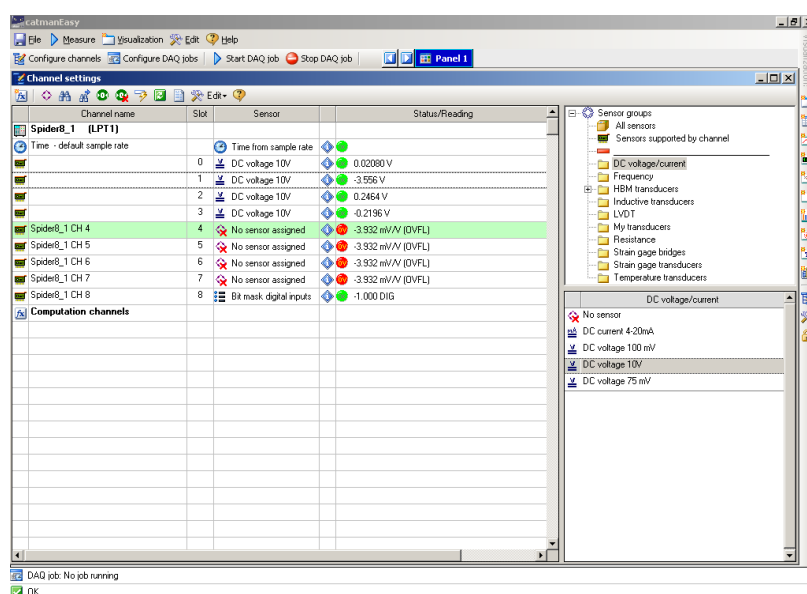 catmanEasy
File Measure Visualization Edit Help
Configure channels Configure DAQ jobs Start DAQ job Stop DAQ job Panel 1
Channel settings
Edit
Channel name Slot Sensor Status/Reading
Spider8_1 (LPT1)
Time - default sample rate Time from sample rate
0 DC voltage 10V 0.02080 V
1 DC voltage 10V -3.556 V
2 DC voltage 10V 0.2464 V
3 DC voltage 10V -0.2196 V
Spider8_1 CH 4 4 No sensor assigned OV -3.932 mV/V (OVFL)
Spider8_1 CH 5 5 No sensor assigned OV -3.932 mV/V (OVFL)
Spider8_1 CH 6 6 No sensor assigned OV -3.932 mV/V (OVFL)
Spider8_1 CH 7 7 No sensor assigned OV -3.932 mV/V (OVFL)
Spider8_1 CH 8 8 Bit mask digital inputs -1.000 DIG
fx Computation channels
Sensor groups
All sensors
Sensors supported by channel
DC voltage/current
Frequency
HBM transducers
Inductive transducers
LVDT
My transducers
Resistance
Strain gage bridges
Strain gage transducers
Temperature transducers
DC voltage/current
No sensor
mA DC current 4-20mA
V DC voltage 100 mV
V DC voltage 10V
V DC voltage 75 mV
DAQ job: No job running
OK